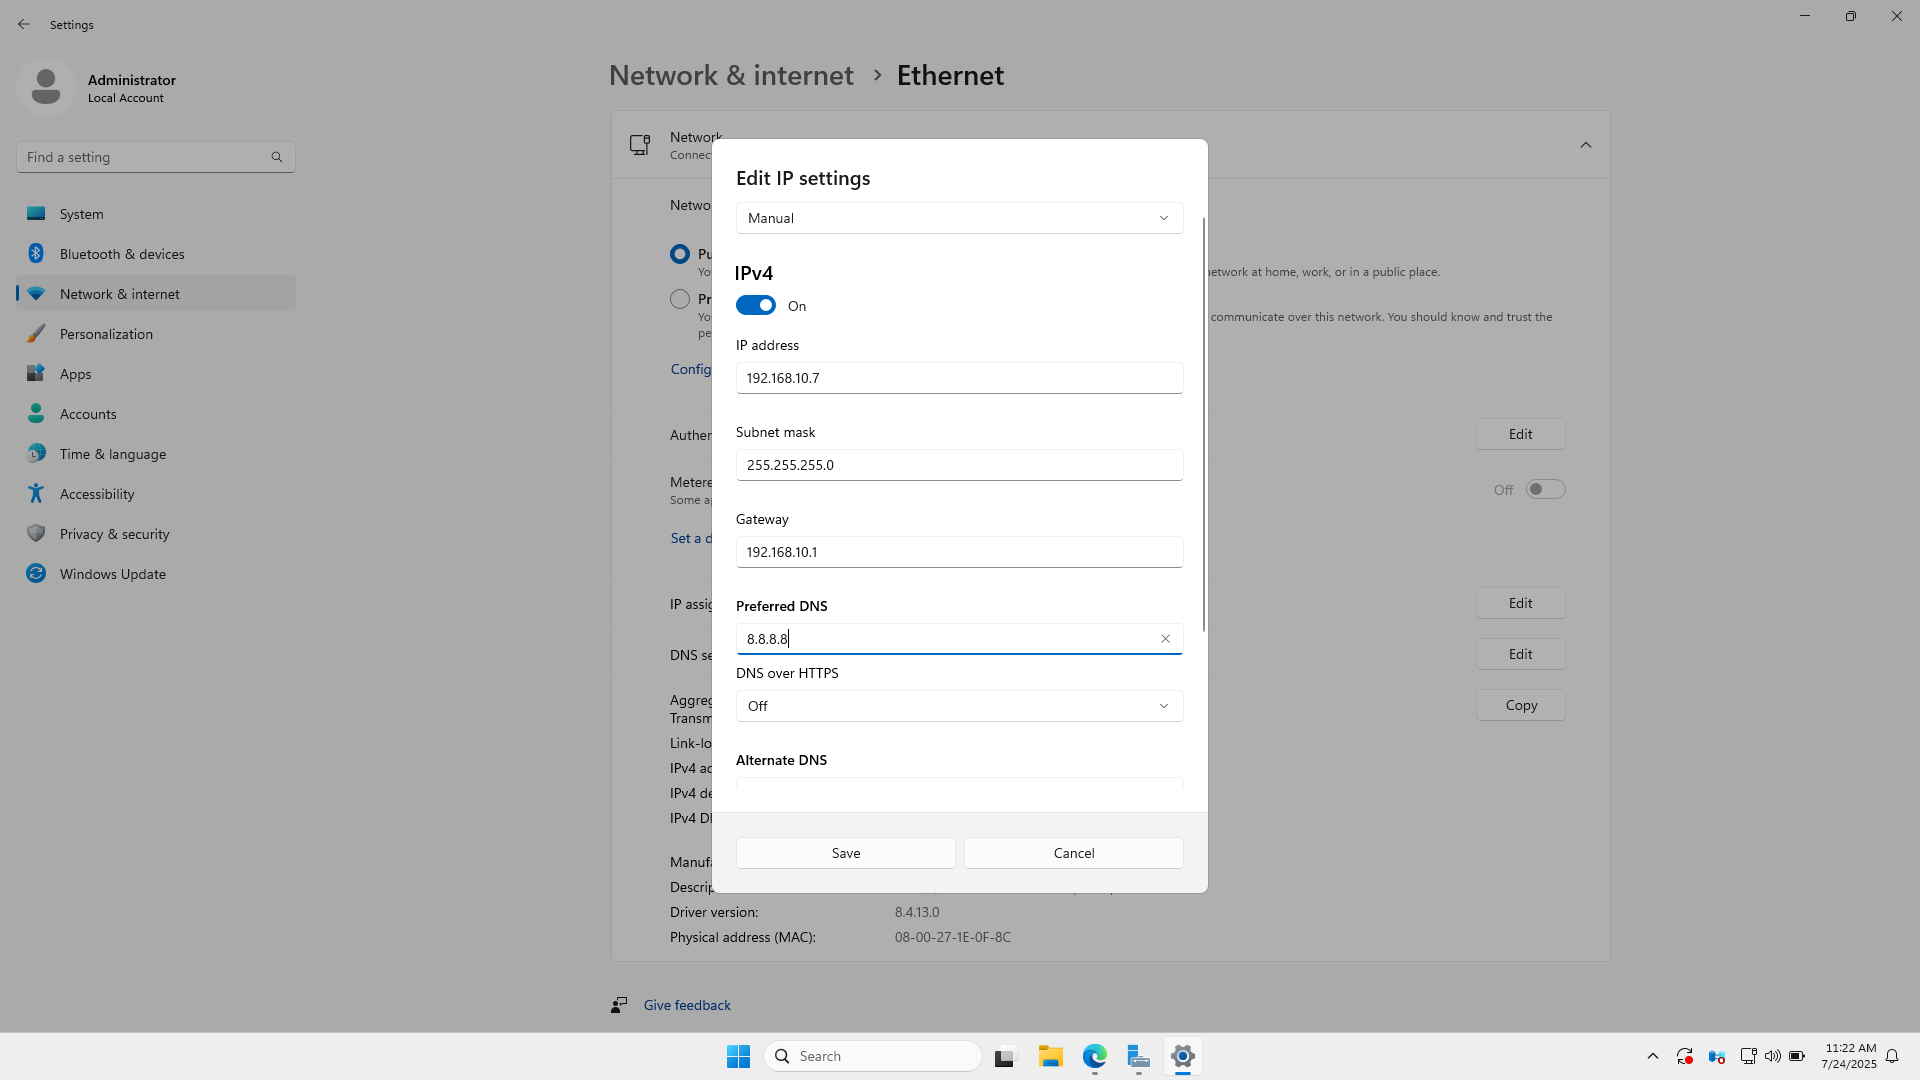 Settings
Administrator
Local Account
Find a setting
System
Bluetooth & devices
Network & internet
Personalization
Apps
Accounts
Time & language
Accessibility
Privacy & security
Windows Update
Network & internet > Ethernet
Network
Connec
Netwo
Pu
Yo
network at home, work, or in a public place.
Pr
Yo
communicate over this network. You should know and trust the
pe
Config
Auther
Edit
Metere
Some a
Off
Set a d
IP assig
Edit
DNS se
Edit
Aggreg
Transm
Copy
Link-lo
IPv4 ad
IPv4 de
IPv4 D
Manufa
Descrip
Driver version:
8.4.13.0
Physical address (MAC):
08-00-27-1E-0F-8C
Give feedback
Edit IP settings
Manual
IPv4
On
IP address
192.168.10.7
Subnet mask
255.255.255.0
Gateway
192.168.10.1
Preferred DNS
8.8.8.8
DNS over HTTPS
Off
Alternate DNS
Save
Cancel
Search
11:22 AM
7/24/2025